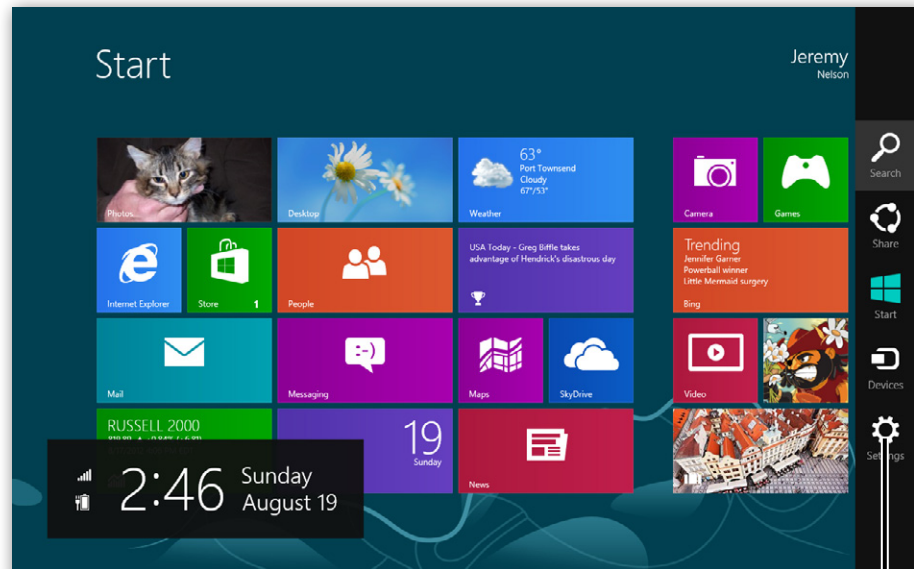 Start
Jeremy
Nelson
Photos
Desktop
63°
Port Townsend
Cloudy
67°/53°
Weather
Camera
Games
Search
Share
Start
Devices
Settings
Internet Explorer
Store 1
People
USA Today - Greg Biffle takes
advantage of Hendrick's disastrous day
Trending
Jennifer Garner
Powerball winner
Little Mermaid surgery
Bing
Mail
Messaging
:-)
Maps
SkyDrive
Video
RUSSELL 2000
19
Sunday
News
2:46 Sunday
August 19